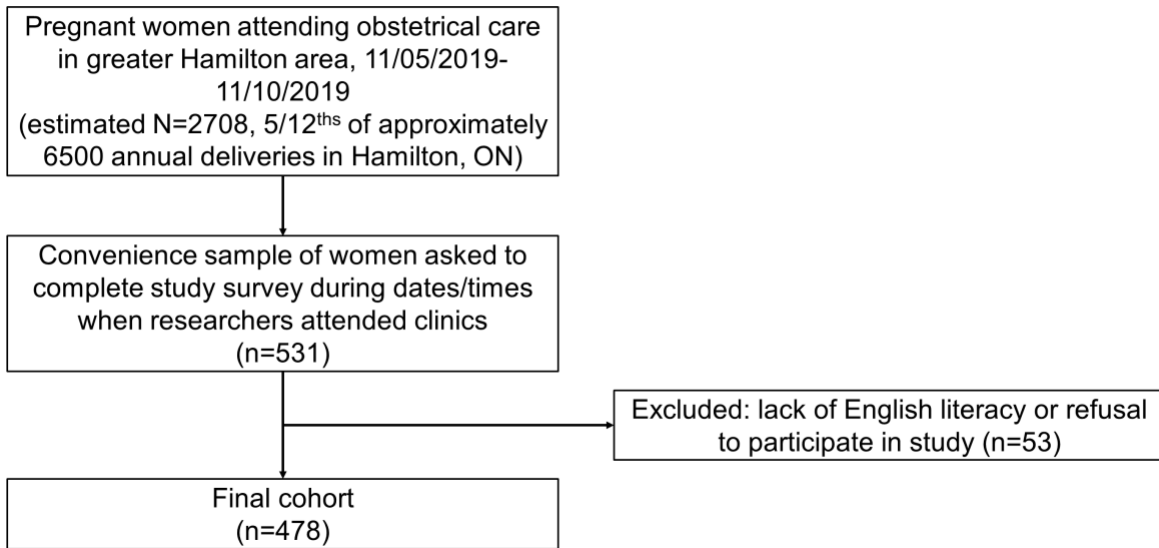 Pregnant women attending obstetrical care
in greater Hamilton area, 11/05/2019-
11/10/2019
(estimated N=2708, 5/12ths of approximately
6500 annual deliveries in Hamilton, ON)
Convenience sample of women asked to
complete study survey during dates/times
when researchers attended clinics
(n=531)
Excluded: lack of English literacy or refusal
to participate in study (n=53)
Final cohort
(n=478)